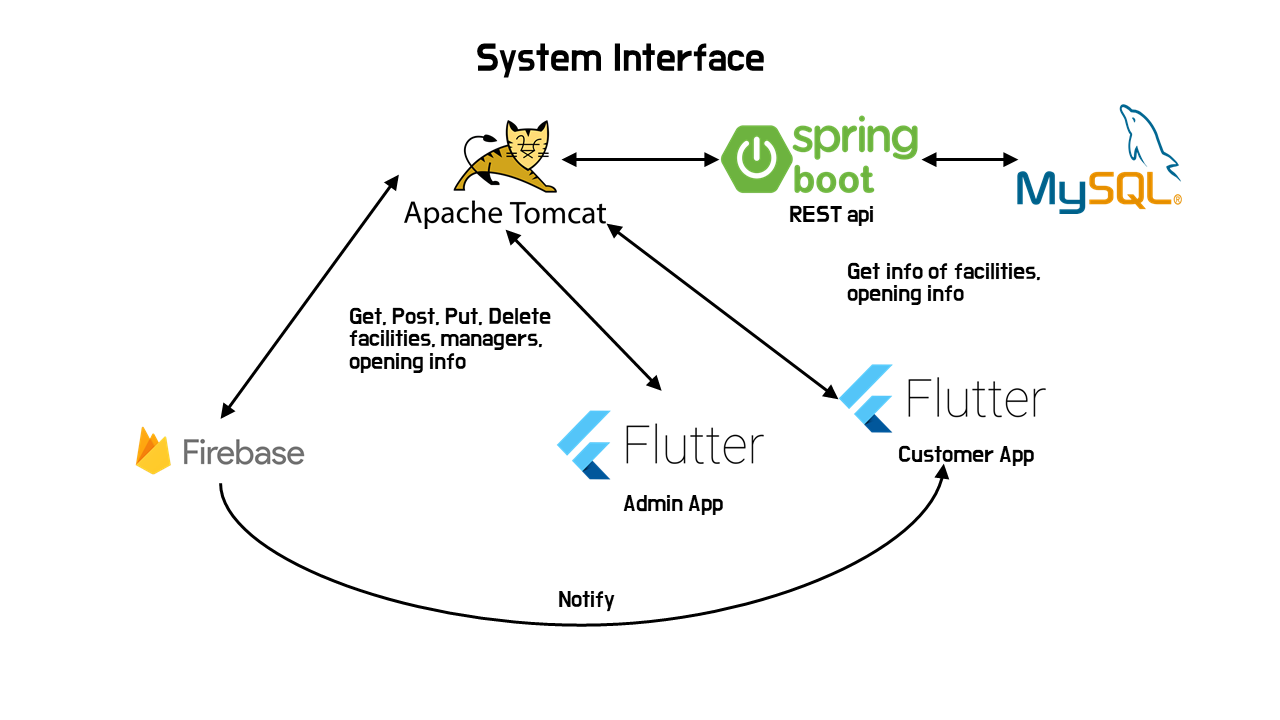 System Interface
Apache Tomcat
spring
boot
REST api
MySQL®
Get info of facilities,
opening info
Get, Post, Put, Delete
facilities, managers,
opening info
Firebase
Flutter
Admin App
Flutter
Customer App
Notify